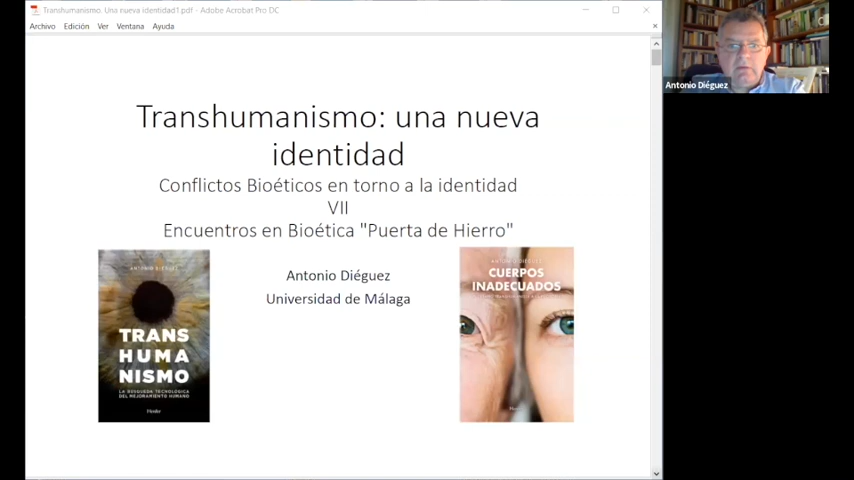 Transhumanismo: Una nueva identidad1.pdf - Adobe Acrobat Pro DC
Archivo Edición Ver Ventana Ayuda
Transhumanismo: una nueva
identidad
Conflictos Bioéticos en torno a la identidad
VII
Encuentros en Bioética "Puerta de Hierro"
Antonio Diéguez
Universidad de Málaga
ANTONIO DIÉGUEZ
TRANS
HUMA
NISMO
LA BÚSQUEDA TECNOLÓGICA
DEL MEJORAMIENTO HUMANO
Herder
ANTONIO DIÉGUEZ
CUERPOS
INADECUADOS
Herder
Antonio Diéguez